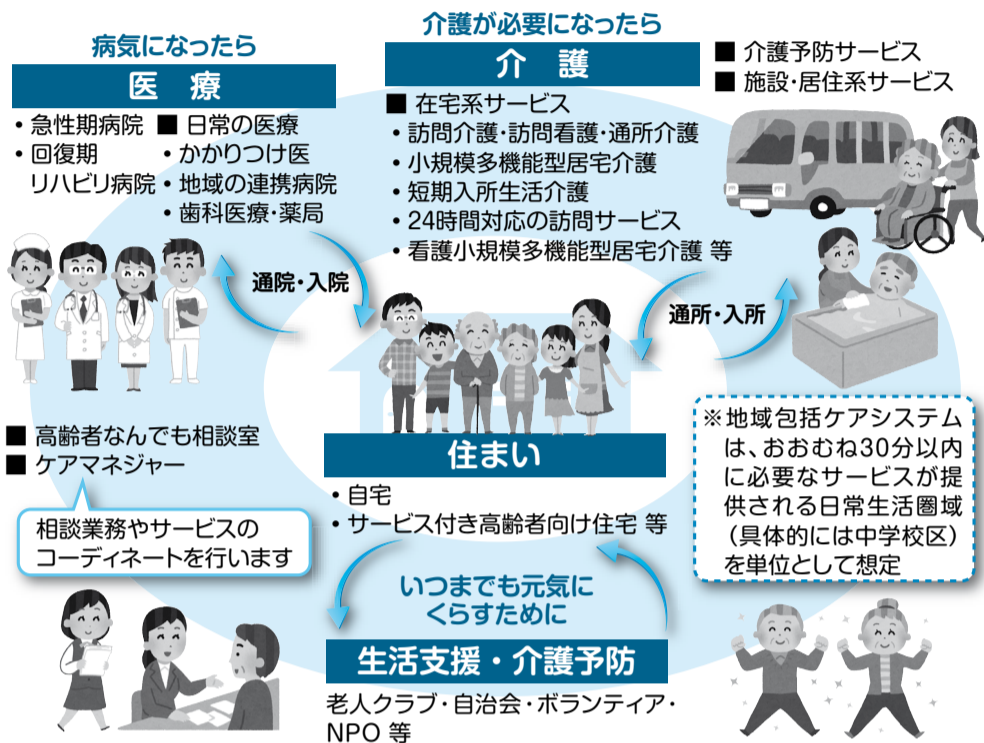 病気になったら
医療
・急性期病院
・回復期
リハビリ病院
■ 日常の医療
・かかりつけ医
・地域の連携病院
・歯科医療・薬局
通院・入院
介護が必要になったら
介護
■ 在宅系サービス
・訪問介護・訪問看護・通所介護
・小規模多機能型居宅介護
・短期入所生活介護
・24時間対応の訪問サービス
・看護小規模多機能型居宅介護 等
■ 介護予防サービス
■ 施設・居住系サービス
通所・入所
住まい
・自宅
・サービス付き高齢者向け住宅 等
■ 高齢者なんでも相談室
■ ケアマネジャー
相談業務やサービスの
コーディネートを行います
※地域包括ケアシステム
は、おおむね30分以内
に必要なサービスが提
供される日常生活圏域
（具体的には中学校区）
を単位として想定
いつまでも元気に
くらすために
生活支援・介護予防
老人クラブ・自治会・ボランティア・
NPO 等